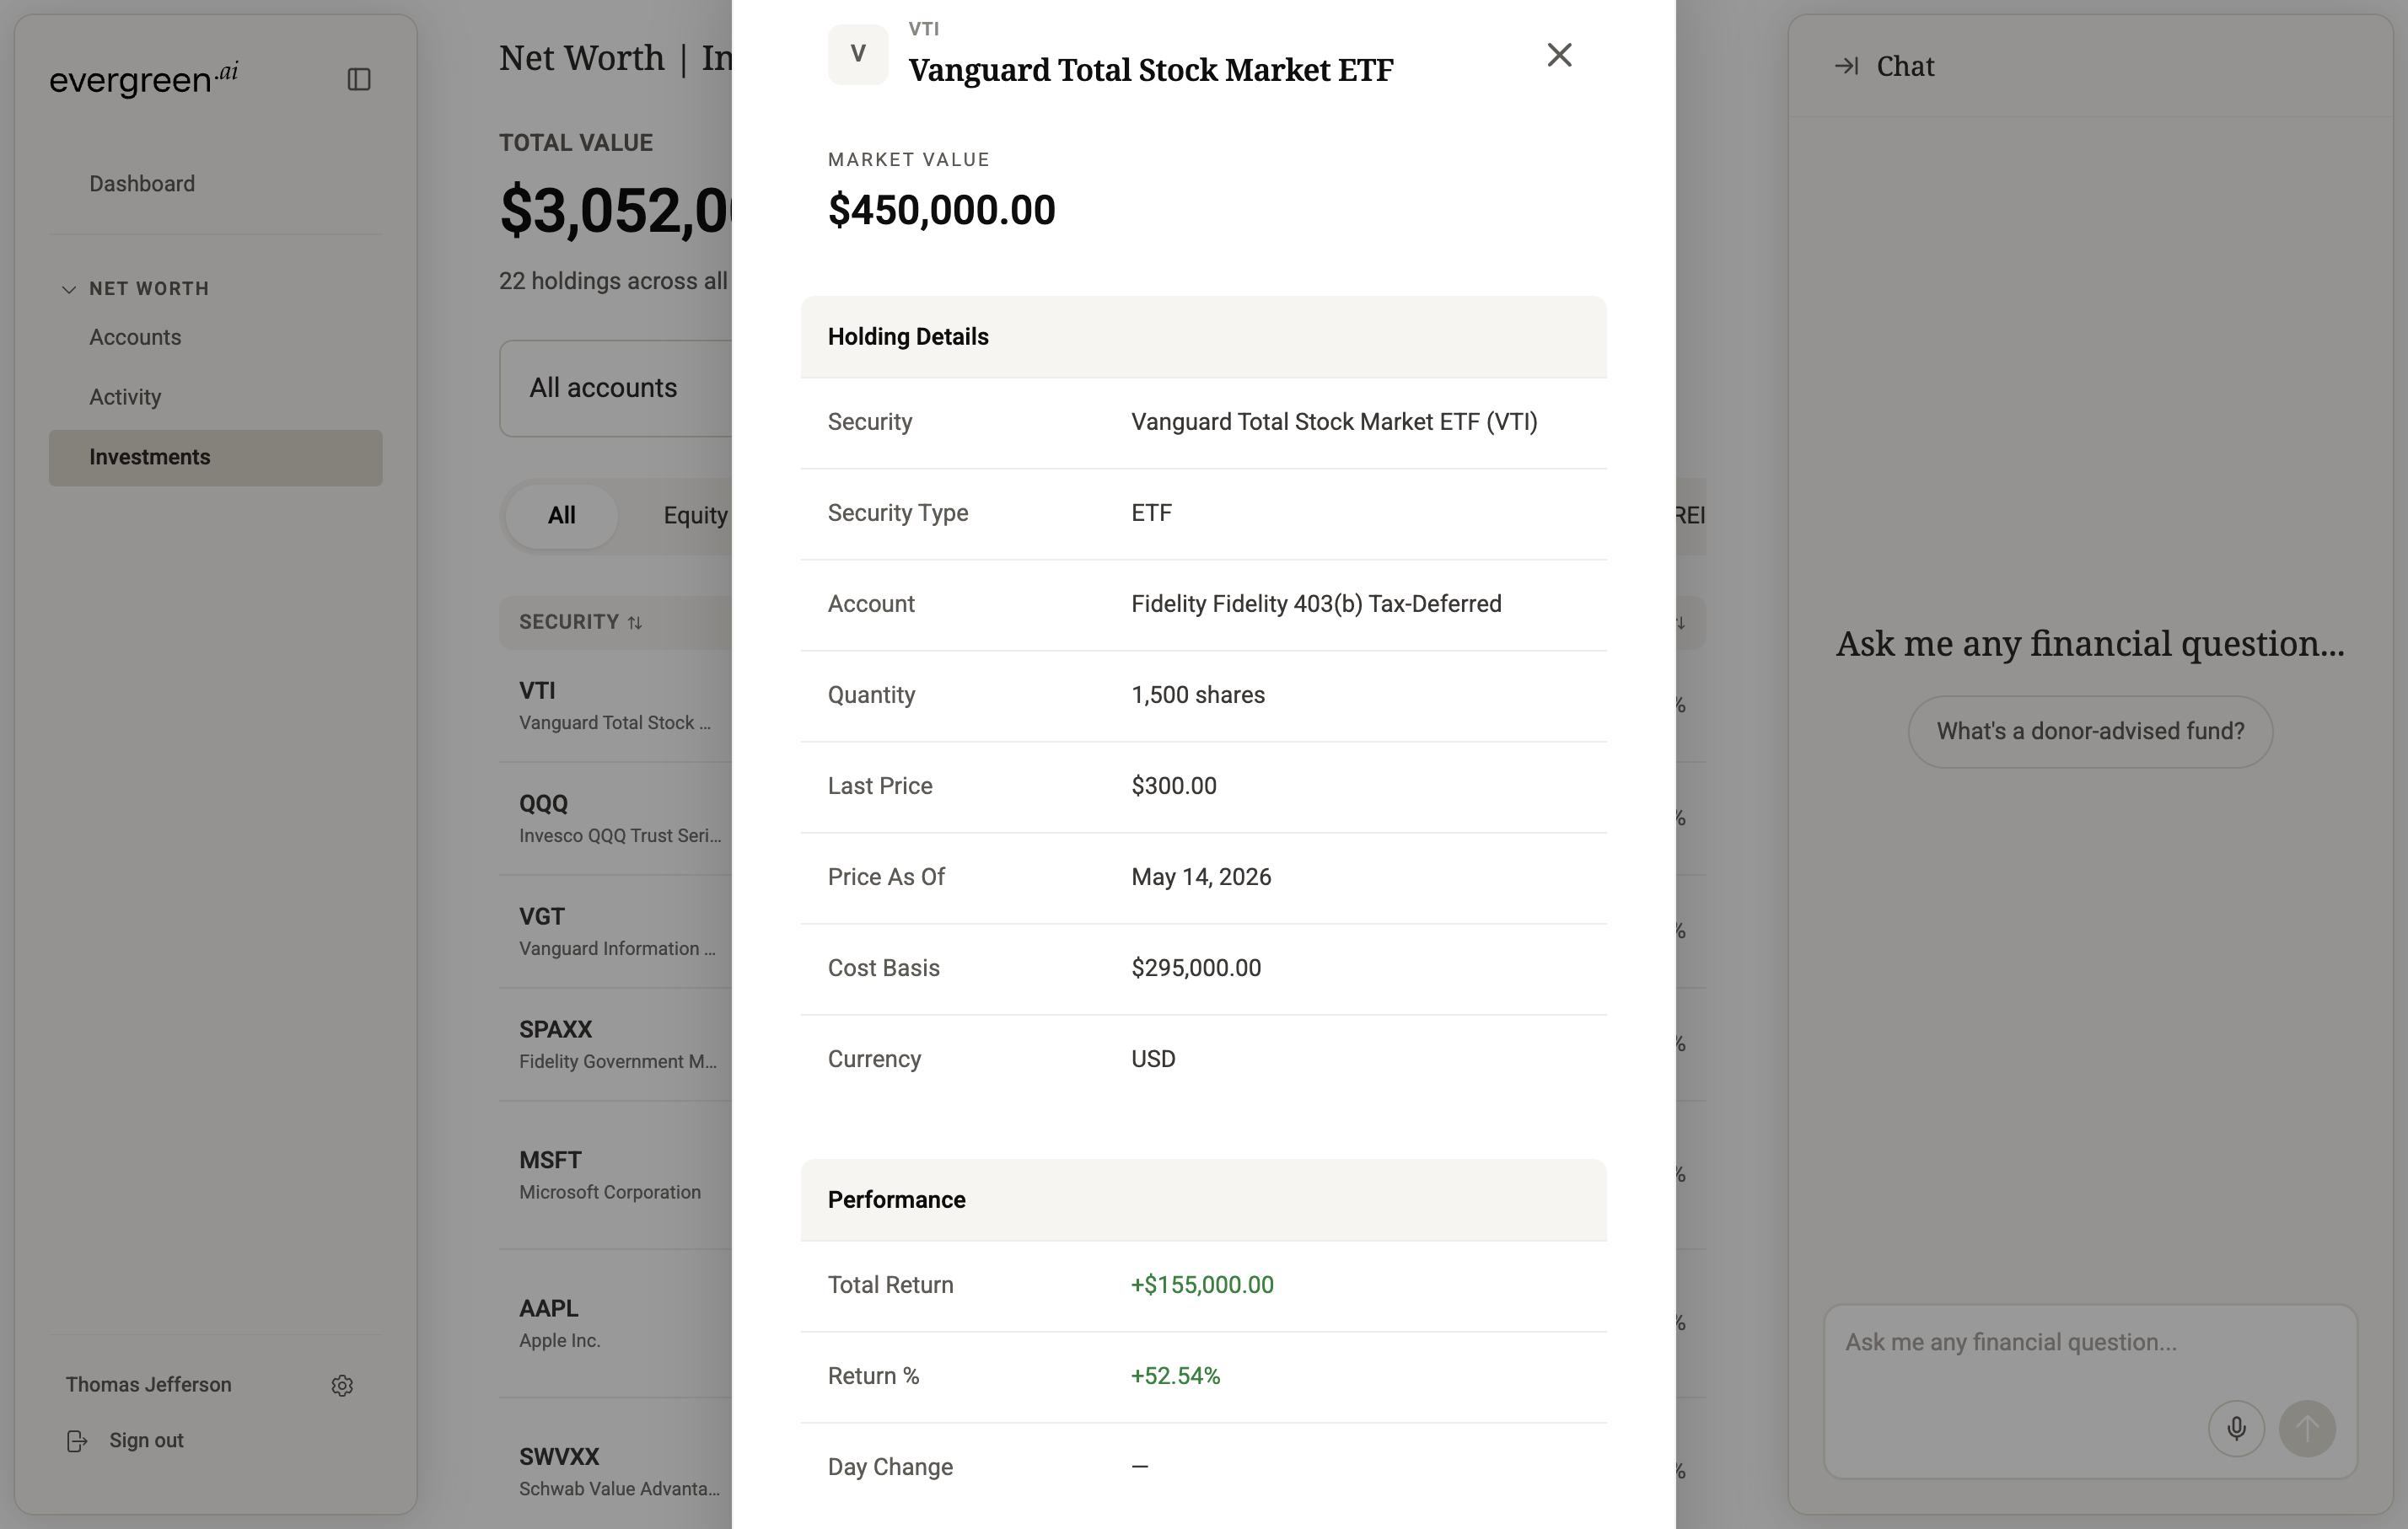 evergreen.ai
Dashboard
NET WORTH
Accounts
Activity
Investments
Thomas Jefferson
Sign out
Net Worth | In
TOTAL VALUE
$3,052,0
22 holdings across all
All accounts
All
Equity
REI
SECURITY
VTI
Vanguard Total Stock ...
%
QQQ
Invesco QQQ Trust Seri...
%
VGT
Vanguard Information ...
%
SPAXX
Fidelity Government M...
%
MSFT
Microsoft Corporation
%
AAPL
Apple Inc.
%
SWVXX
Schwab Value Advanta...
%
V
VTI
Vanguard Total Stock Market ETF
MARKET VALUE
$450,000.00
Holding Details
Security Vanguard Total Stock Market ETF (VTI)
Security Type ETF
Account Fidelity Fidelity 403(b) Tax-Deferred
Quantity 1,500 shares
Last Price $300.00
Price As Of May 14, 2026
Cost Basis $295,000.00
Currency USD
Performance
Total Return +$155,000.00
Return % +52.54%
Day Change —
Chat
Ask me any financial question...
What's a donor-advised fund?
Ask me any financial question...